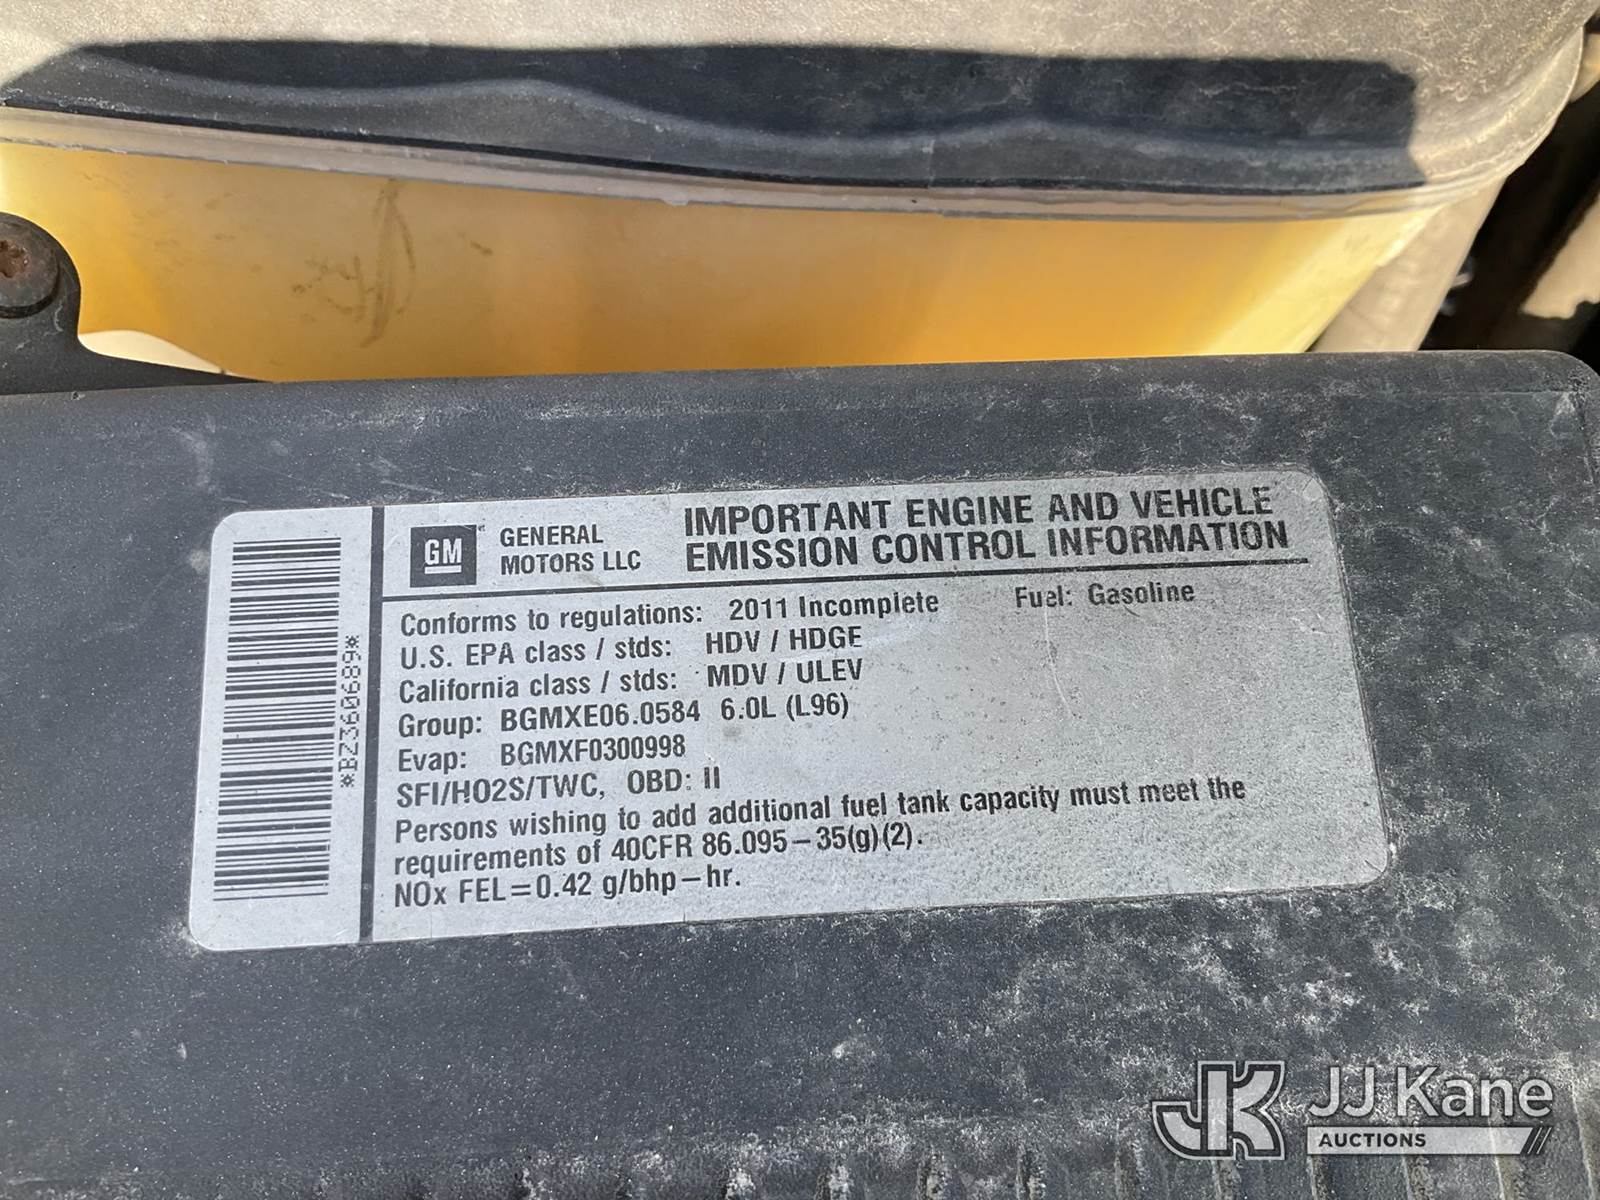 GM
GENERAL
MOTORS LLC
IMPORTANT ENGINE AND VEHICLE
EMISSION CONTROL INFORMATION
Conforms to regulations: 2011 Incomplete Fuel: Gasoline
U.S. EPA class / stds: HDV / HDGE
California class / stds: MDV / ULEV
Group: BGMXE06.0584 6.0L (L96)
Evap: BGMXF0300998
SFI/HO2S/TWC, OBD: II
Persons wishing to add additional fuel tank capacity must meet the
requirements of 40CFR 86.095–35(g)(2).
NOx FEL=0.42 g/bhp–hr.
*BZ360689*
JK JJ Kane
AUCTIONS